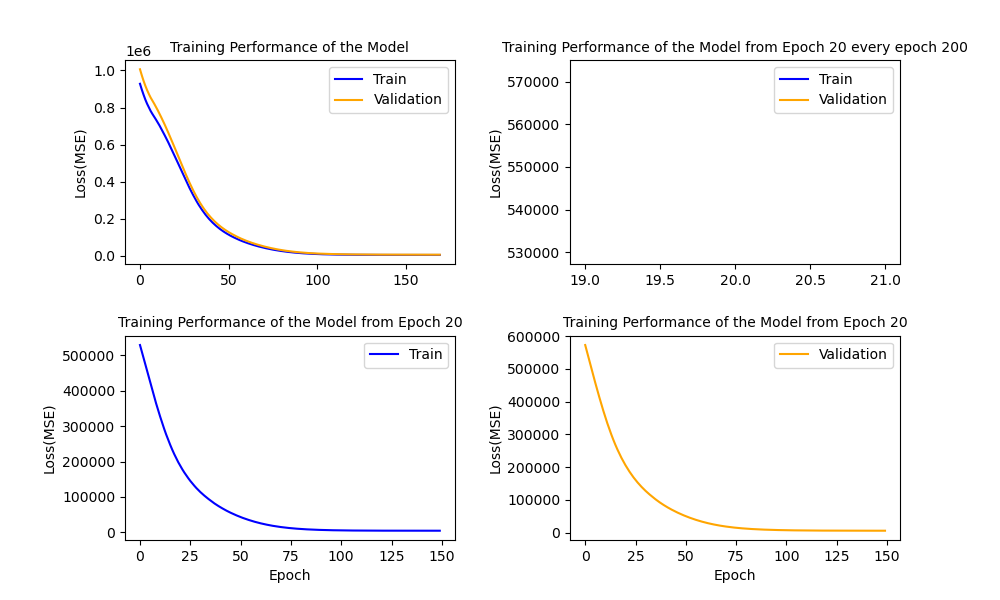 Training Performance of the Model
1e6
Train
Validation
Loss(MSE)
1.0
0.8
0.6
0.4
0.2
0.0
0 50 100 150
Training Performance of the Model from Epoch 20 every epoch 200
Train
Validation
Loss(MSE)
570000
560000
550000
540000
530000
19.0 19.5 20.0 20.5 21.0
Training Performance of the Model from Epoch 20
Train
Loss(MSE)
500000
400000
300000
200000
100000
0
0 25 50 75 100 125 150
Epoch
Training Performance of the Model from Epoch 20
Validation
Loss(MSE)
600000
500000
400000
300000
200000
100000
0
0 25 50 75 100 125 150
Epoch